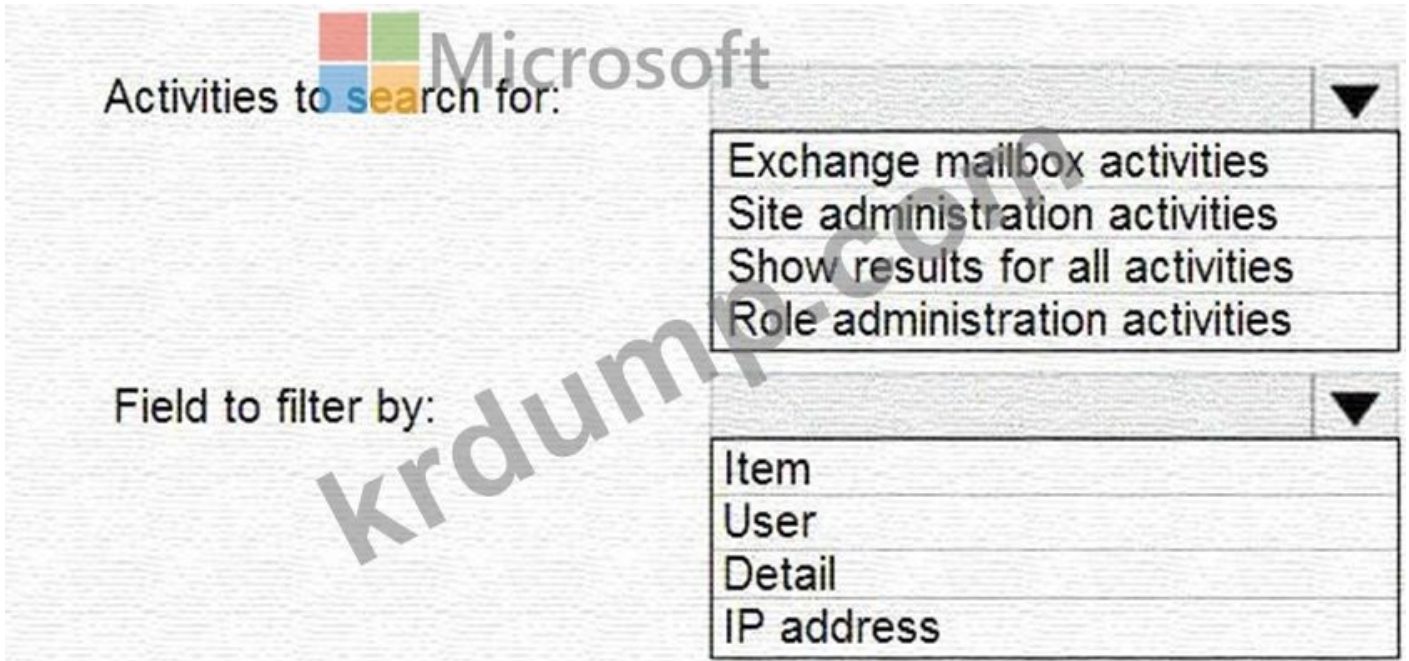 Microsoft
Activities to search for:
Exchange mailbox activities
Site administration activities
Show results for all activities
Role administration activities
Field to filter by:
Item
User
Detail
IP address
krdump.com